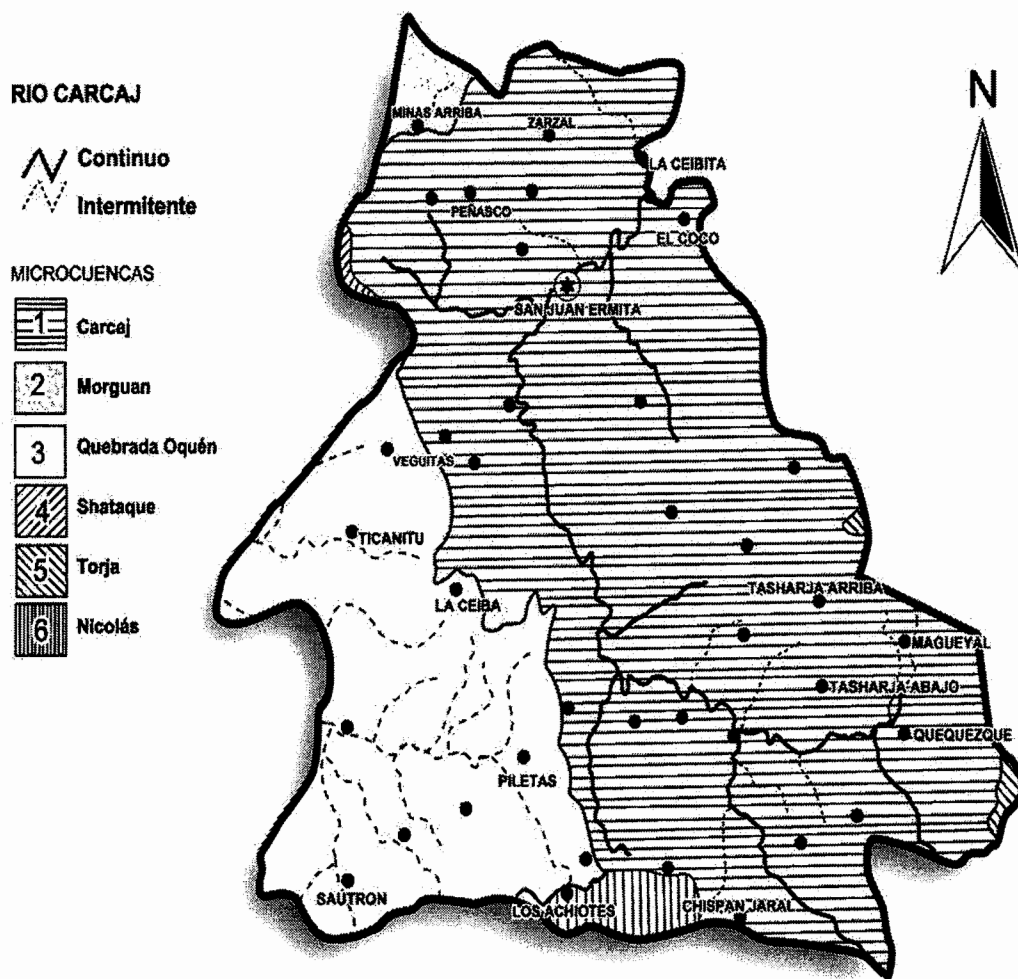 RIO CARCAJ
Continuo
Intermitente
MICROCUENCAS
1 Carcaj
2 Morguan
3 Quebrada Oquén
4 Shataque
5 Torja
6 Nicolás
N
MINAS ARRIBA
ZARZAL
LA CEIBITA
PEÑASCO
EL COCO
SAN JUAN ERMITA
VEGUITAS
TICANITU
LA CEIBA
TASHARJA ARRIBA
MAGUEYAL
TASHARJA ABAJO
QUEQUEZQUE
PILETAS
SAUTRON
LOS ACHIOTES
CHISPAN JARAL